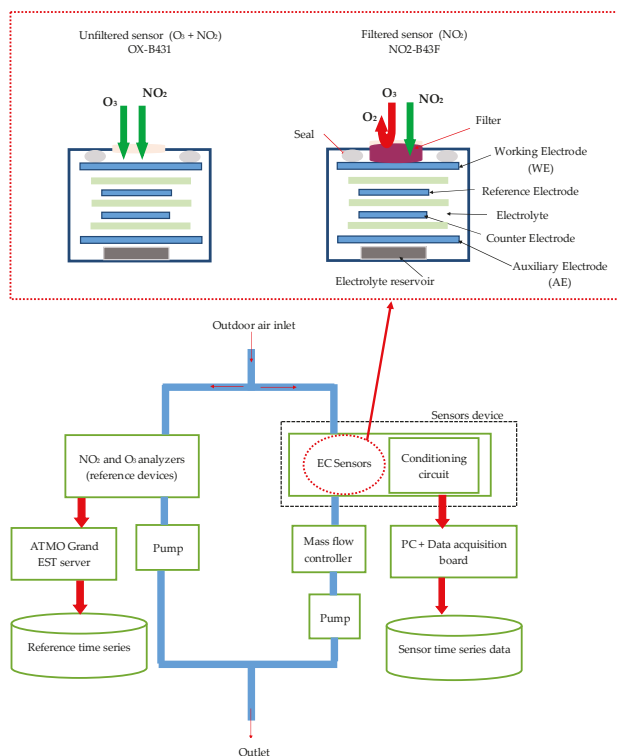 Unfiltered sensor (O₃ + NO₂)
OX-B431
Filtered sensor (NO₂)
NO2-B43F
O₃
NO₂
O₃
O₂
NO₂
Seal
Filter
Working Electrode
(WE)
Reference Electrode
Electrolyte
Counter Electrode
Auxiliary Electrode
(AE)
Electrolyte reservoir
Outdoor air inlet
Sensors device
NO₂ and O₃ analyzers
(reference devices)
EC Sensors
Conditioning
circuit
ATMO Grand
EST server
Pump
Mass flow
controller
PC + Data acquisition
board
Pump
Reference time series
Sensor time series data
Outlet